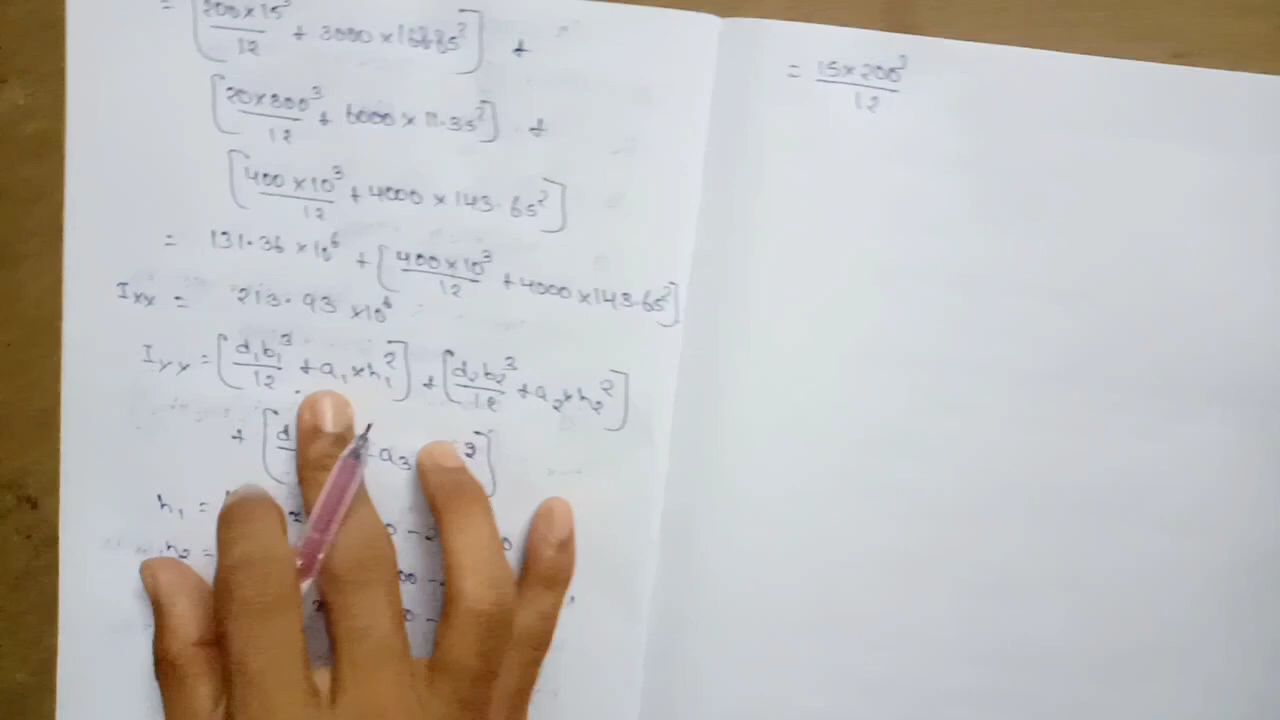 = [200×15³/12 + 3000 × 168.85²] +
[20×300³/12 + 6000 × 11.35²] +
[400×10³/12 + 4000 × 143.65²]
= 131.36 ×10⁶ + [400×10³/12 + 4000×143.65²]
Ixx = 213.93 ×10⁶
Iyy = [d₁b₁³/12 + a₁×h₁²] + [d₂b₂³/12 + a₂×h₂²]
+ [d a₃ ²]
h₁ =
h₂ =
= 15×200³/12